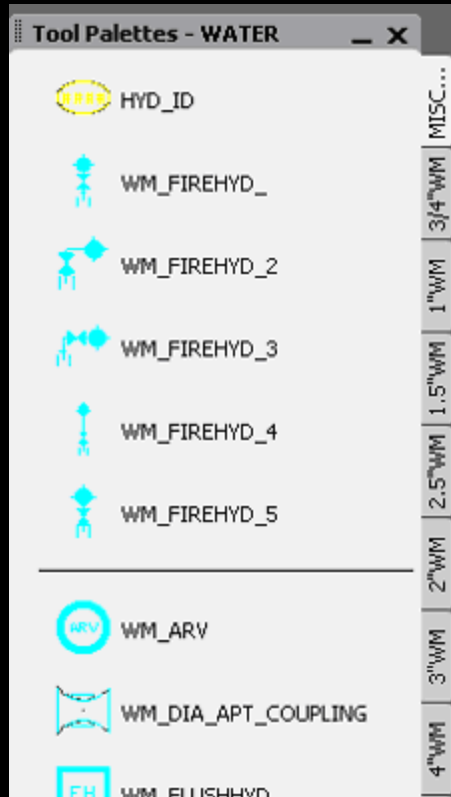 Tool Palettes - WATER
HYD_ID
WM_FIREHYD_
WM_FIREHYD_2
WM_FIREHYD_3
WM_FIREHYD_4
WM_FIREHYD_5
ARV
WM_ARV
WM_DIA_APT_COUPLING
FH
WM_FLUSHHYD
MISC...
3/4"WM
1"WM
1.5"WM
2.5"WM
2"WM
3"WM
4"WM